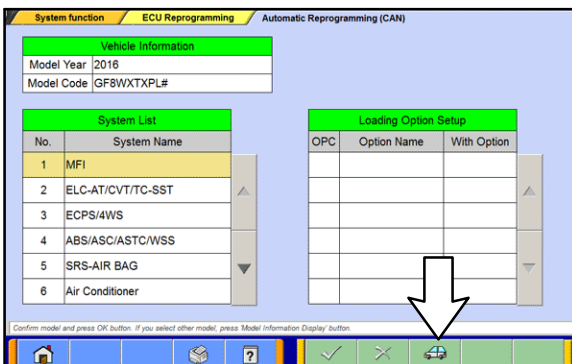 System function ECU Reprogramming Automatic Reprogramming (CAN)
Vehicle Information
Model Year 2016
Model Code GF8WXTXPL#
System List
No. System Name
1 MFI
2 ELC-AT/CVT/TC-SST
3 ECPS/4WS
4 ABS/ASC/ASTC/WSS
5 SRS-AIR BAG
6 Air Conditioner
Loading Option Setup
OPC Option Name With Option
Confirm model and press OK button. If you select other model, press 'Model Information Display' button.
?